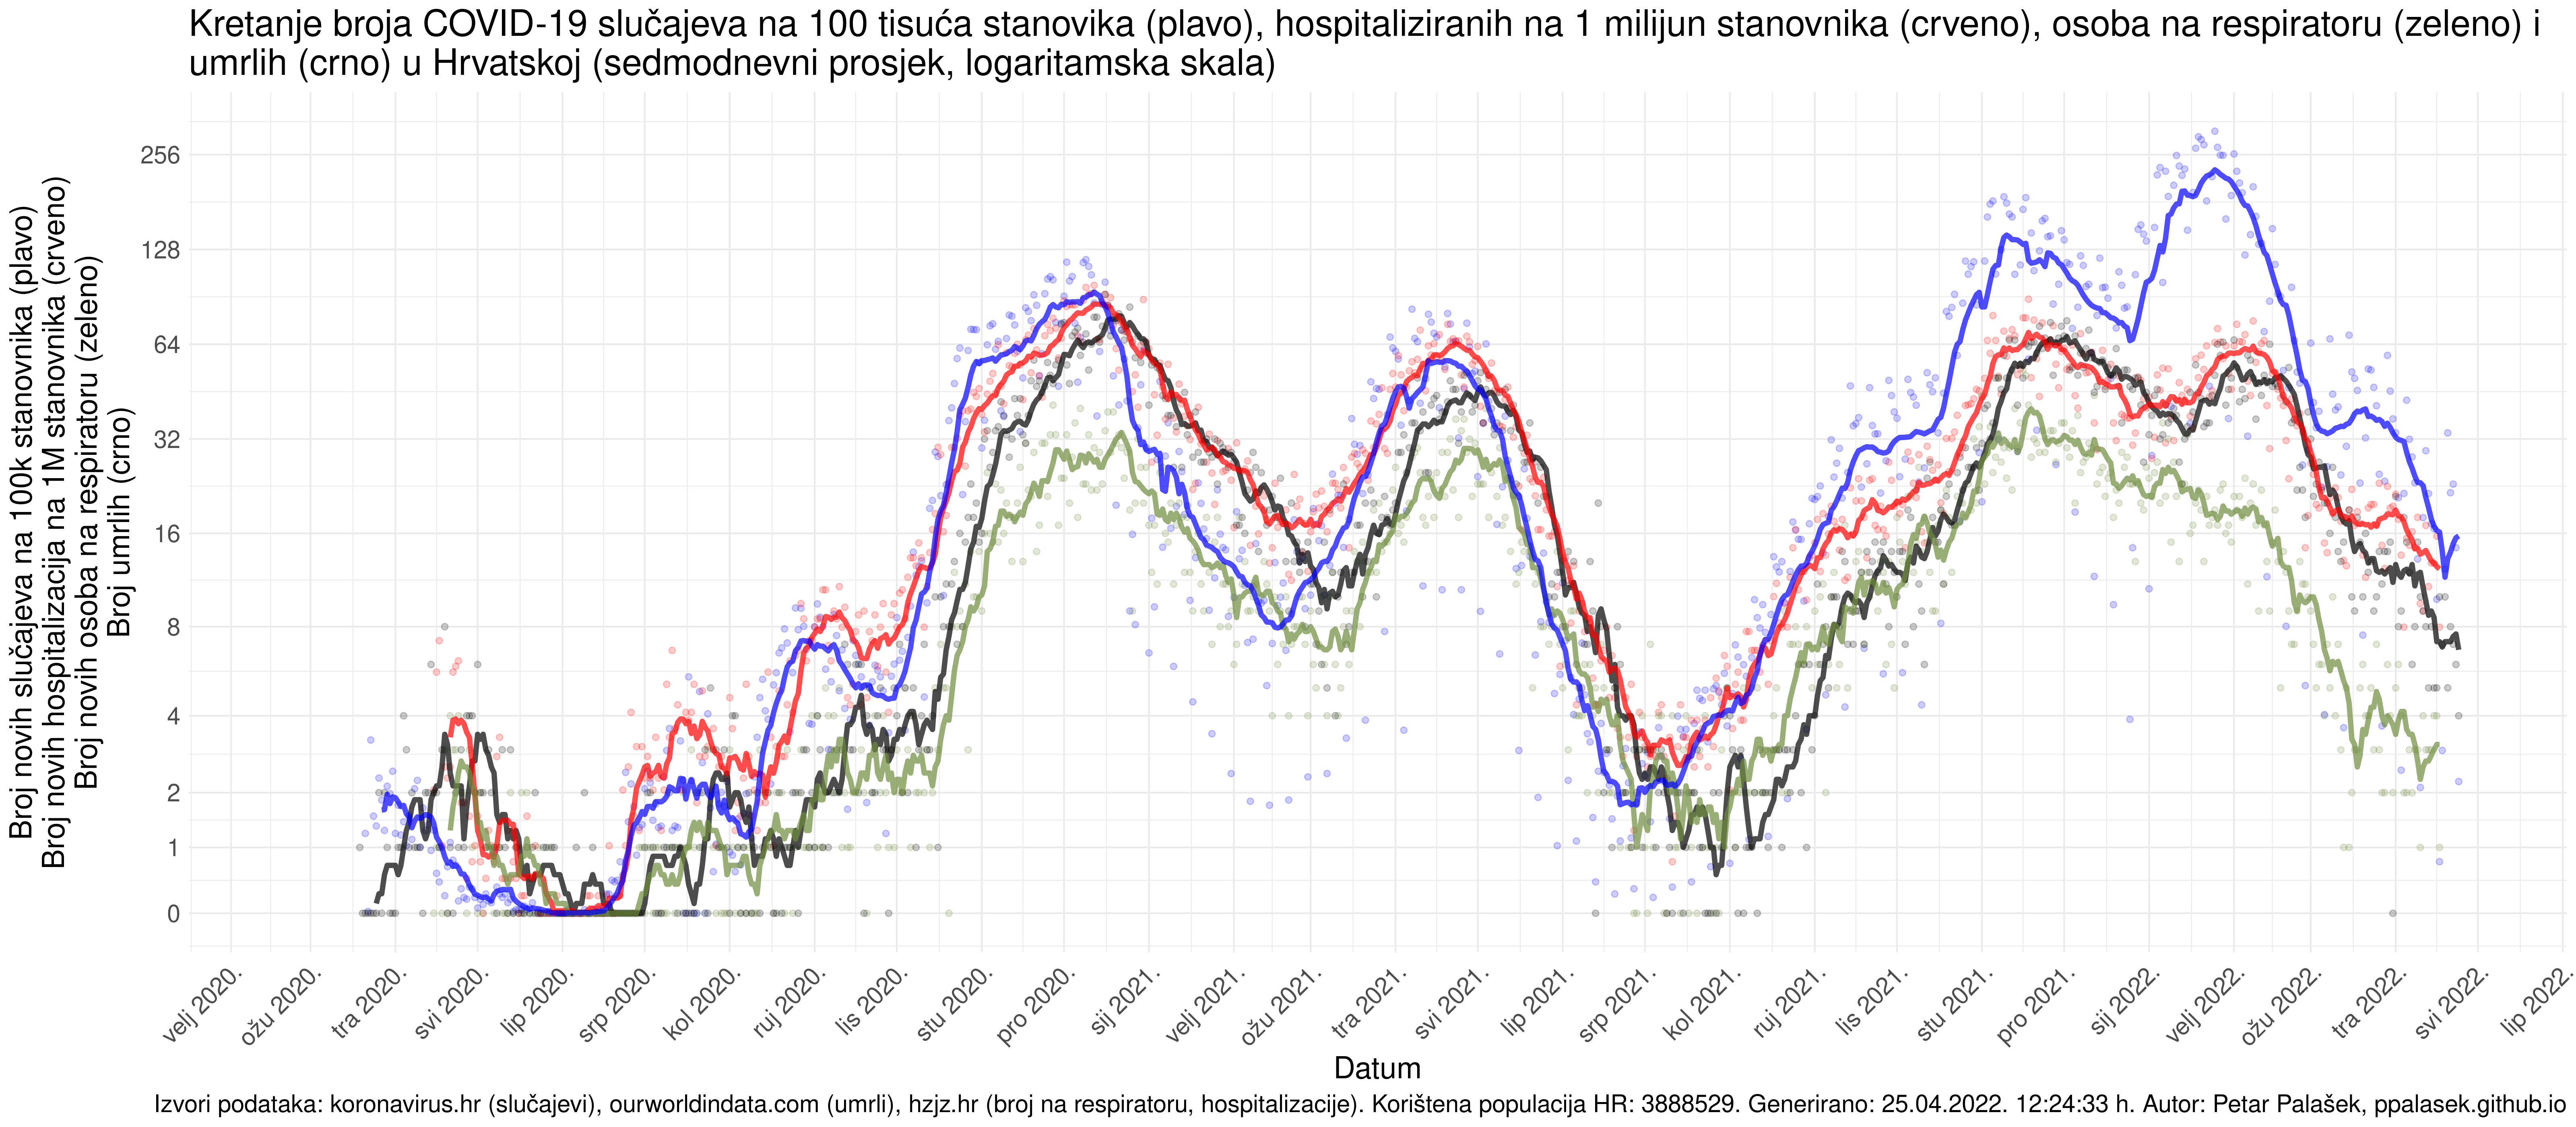 Kretanje broja COVID-19 slučajeva na 100 tisuća stanovika (plavo), hospitaliziranih na 1 milijun stanovnika (crveno), osoba na respiratoru (zeleno) i
umrlih (crno) u Hrvatskoj (sedmodnevni prosjek, logaritamska skala)
Broj novih slučajeva na 100k stanovnika (plavo)
Broj novih hospitalizacija na 1M stanovnika (crveno)
Broj novih osoba na respiratoru (zeleno)
Broj umrlih (crno)
256
128
64
32
16
8
4
2
1
0
velj 2020.
ožu 2020.
tra 2020.
svi 2020.
lip 2020.
srp 2020.
kol 2020.
ruj 2020.
lis 2020.
stu 2020.
pro 2020.
sij 2021.
velj 2021.
ožu 2021.
tra 2021.
svi 2021.
lip 2021.
srp 2021.
kol 2021.
ruj 2021.
lis 2021.
stu 2021.
pro 2021.
sij 2022.
velj 2022.
ožu 2022.
tra 2022.
svi 2022.
lip 2022.
Datum
Izvori podataka: koronavirus.hr (slučajevi), ourworldindata.com (umrli), hzjz.hr (broj na respiratoru, hospitalizacije). Korištena populacija HR: 3888529. Generirano: 25.04.2022. 12:24:33 h. Autor: Petar Palašek, ppalasek.github.io